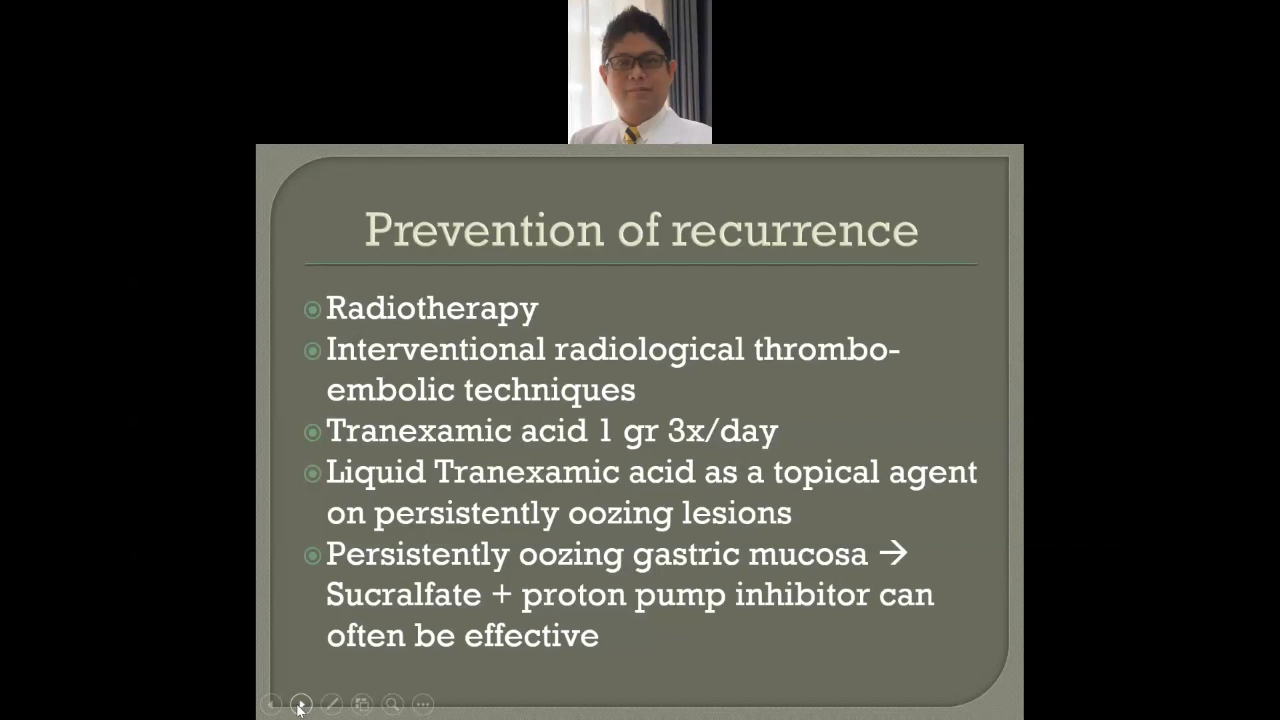 Prevention of recurrence
Radiotherapy
Interventional radiological thrombo-
embolic techniques
Tranexamic acid 1 gr 3x/day
Liquid Tranexamic acid as a topical agent
on persistently oozing lesions
Persistently oozing gastric mucosa →
Sucralfate + proton pump inhibitor can
often be effective